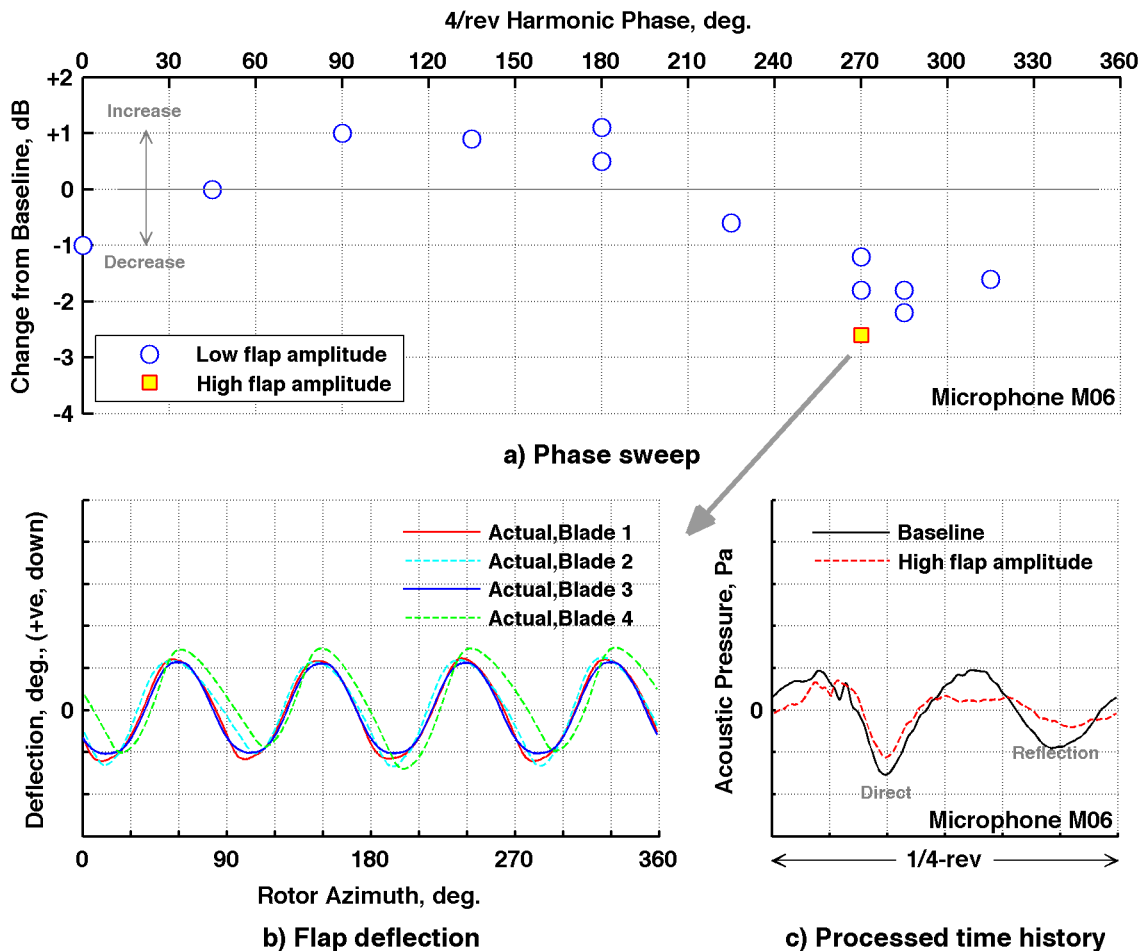 4/rev Harmonic Phase, deg.
0 30 60 90 120 150 180 210 240 270 300 330 360
Change from Baseline, dB
+2
+1
0
-1
-2
-3
-4
Increase
Decrease
Low flap amplitude
High flap amplitude
Microphone M06
a) Phase sweep
Deflection, deg., (+ve, down)
0
Actual,Blade 1
Actual,Blade 2
Actual,Blade 3
Actual,Blade 4
0 90 180 270 360
Rotor Azimuth, deg.
b) Flap deflection
Acoustic Pressure, Pa
0
Baseline
High flap amplitude
Reflection
Direct
Microphone M06
1/4-rev
c) Processed time history